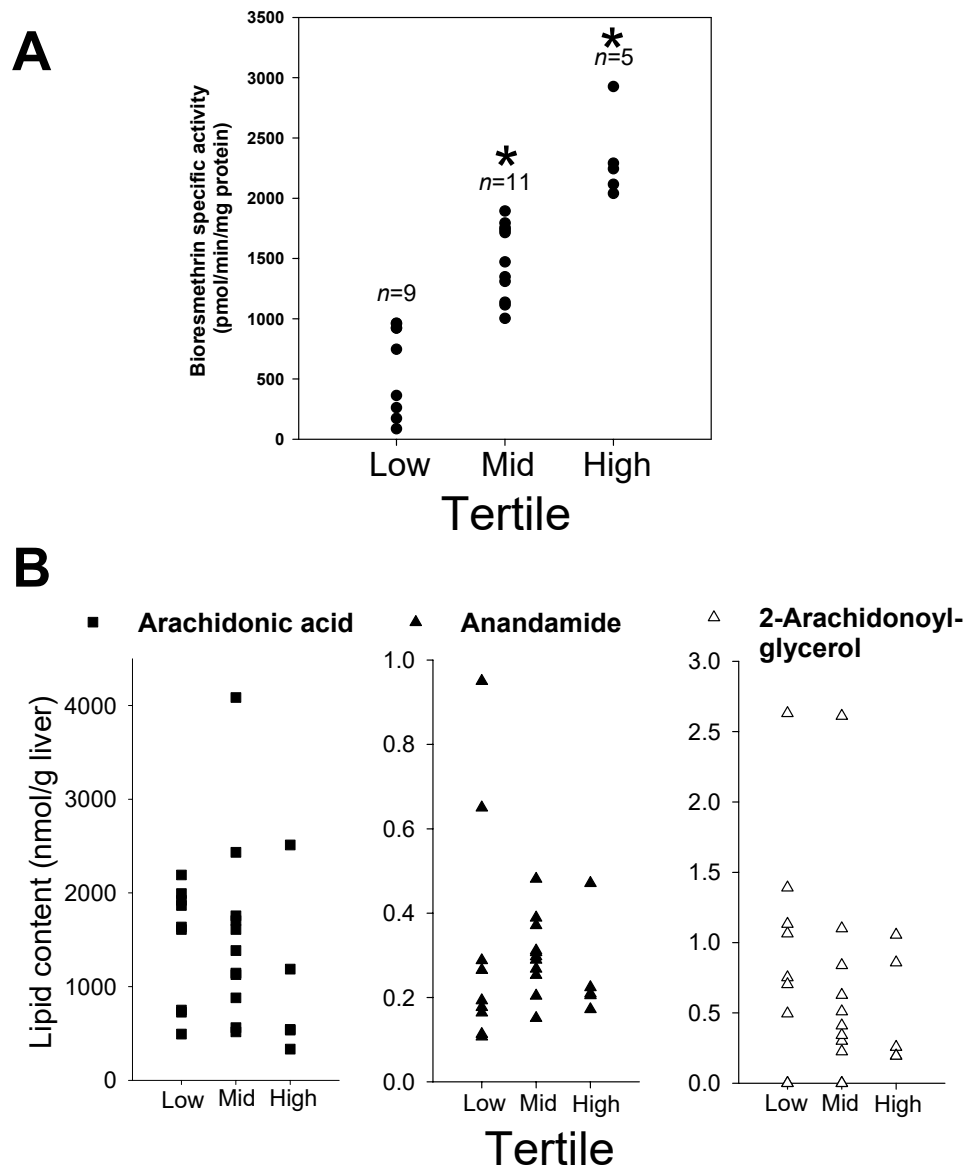 A
Bioresmethrin specific activity
(pmol/min/mg protein)
3500
3000
2500
2000
1500
1000
500
0
n=9
*
n=11
*
n=5
Low Mid High
Tertile
B
Arachidonic acid
Anandamide
2-Arachidonoyl-
glycerol
Lipid content (nmol/g liver)
4000
3000
2000
1000
0
Low Mid High
1.0
0.8
0.6
0.4
0.2
0.0
Low Mid High
3.0
2.5
2.0
1.5
1.0
0.5
0.0
Low Mid High
Tertile